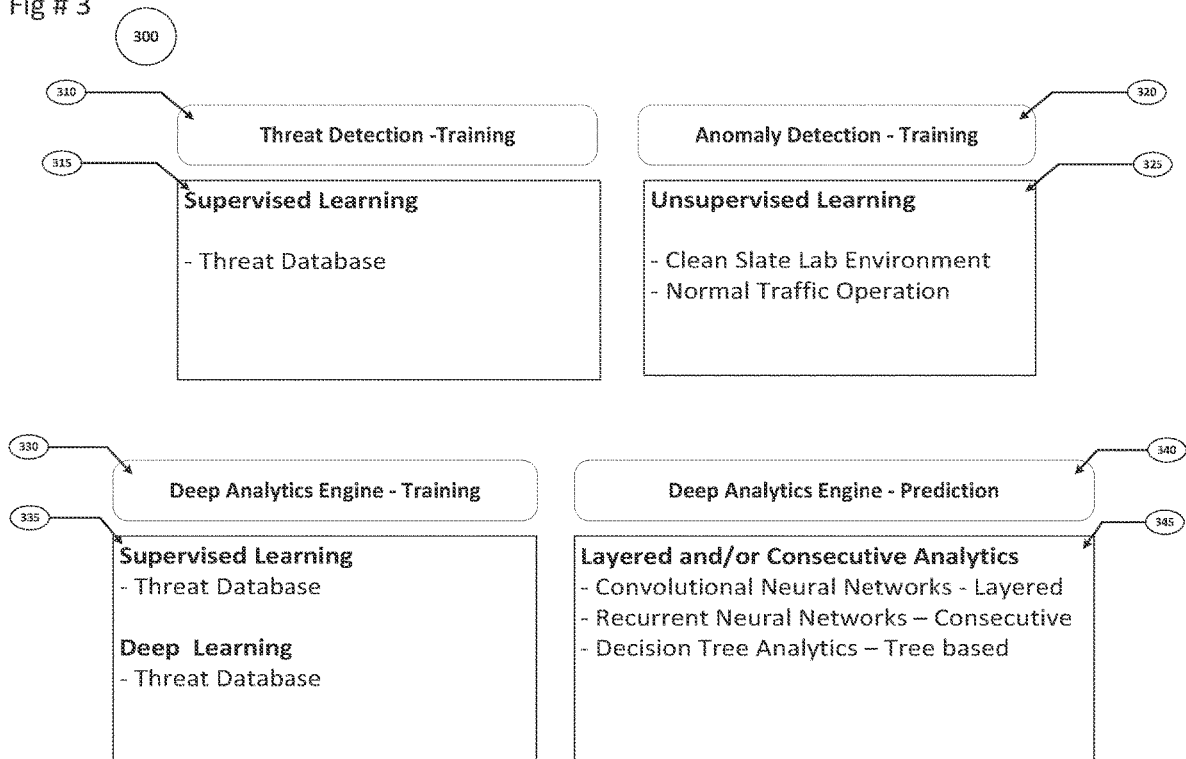 Fig # 3
300
310
320
Threat Detection -Training
Anomaly Detection - Training
315
325
Supervised Learning
- Threat Database
Unsupervised Learning
- Clean Slate Lab Environment
- Normal Traffic Operation
330
340
Deep Analytics Engine - Training
Deep Analytics Engine - Prediction
335
345
Supervised Learning
- Threat Database
Deep Learning
- Threat Database
Layered and/or Consecutive Analytics
- Convolutional Neural Networks - Layered
- Recurrent Neural Networks – Consecutive
- Decision Tree Analytics – Tree based